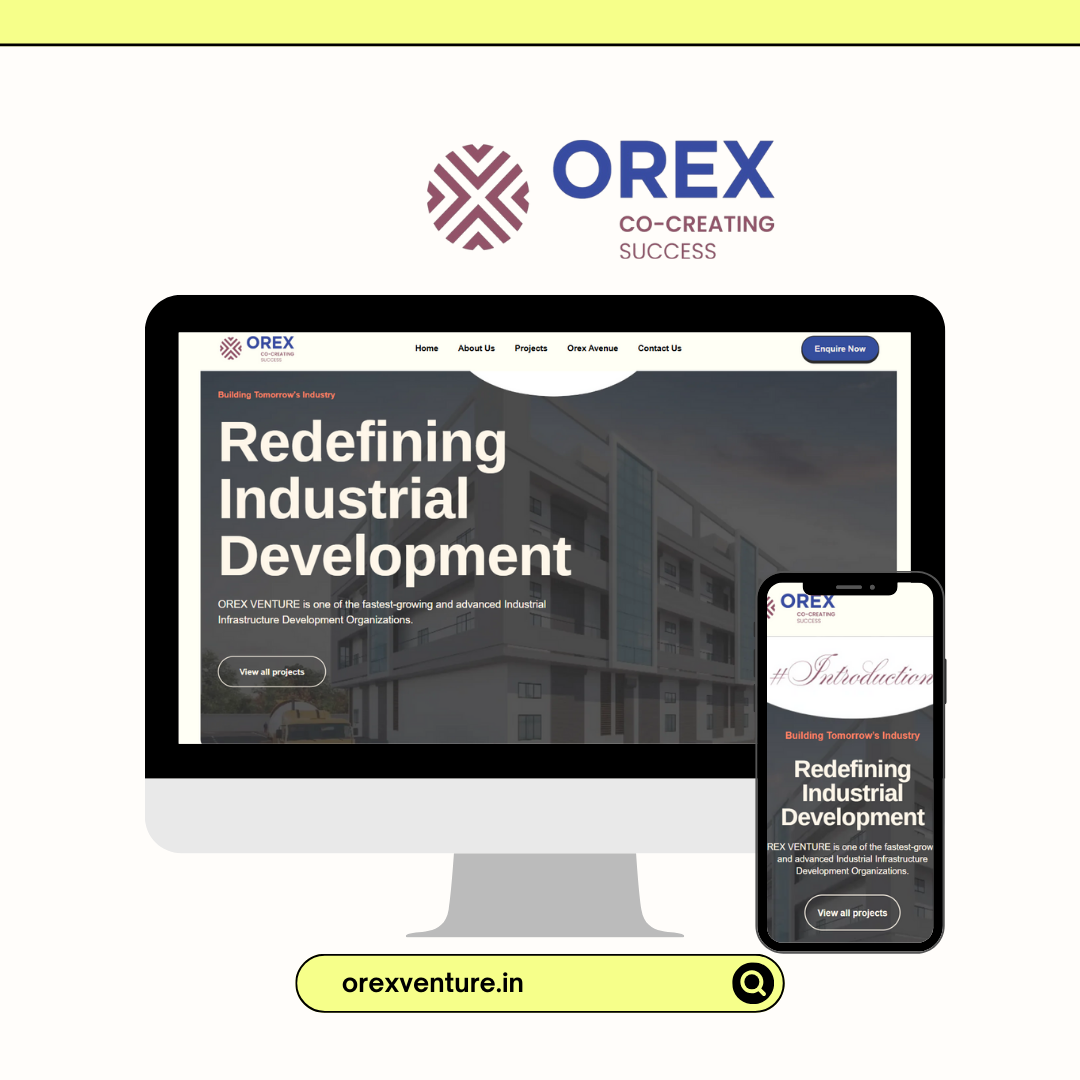 OREX
CO-CREATING
SUCCESS
OREX
CO-CREATING
SUCCESS
Home About Us Projects Orex Avenue Contact Us
Enquire Now
Building Tomorrow's Industry
Redefining
Industrial
Development
OREX VENTURE is one of the fastest-growing and advanced Industrial
Infrastructure Development Organizations.
View all projects
OREX
CO-CREATING
SUCCESS
#Introduction
Building Tomorrow's Industry
Redefining
Industrial
Development
REX VENTURE is one of the fastest-grow
and advanced Industrial Infrastructure
Development Organizations.
View all projects
orexventure.in